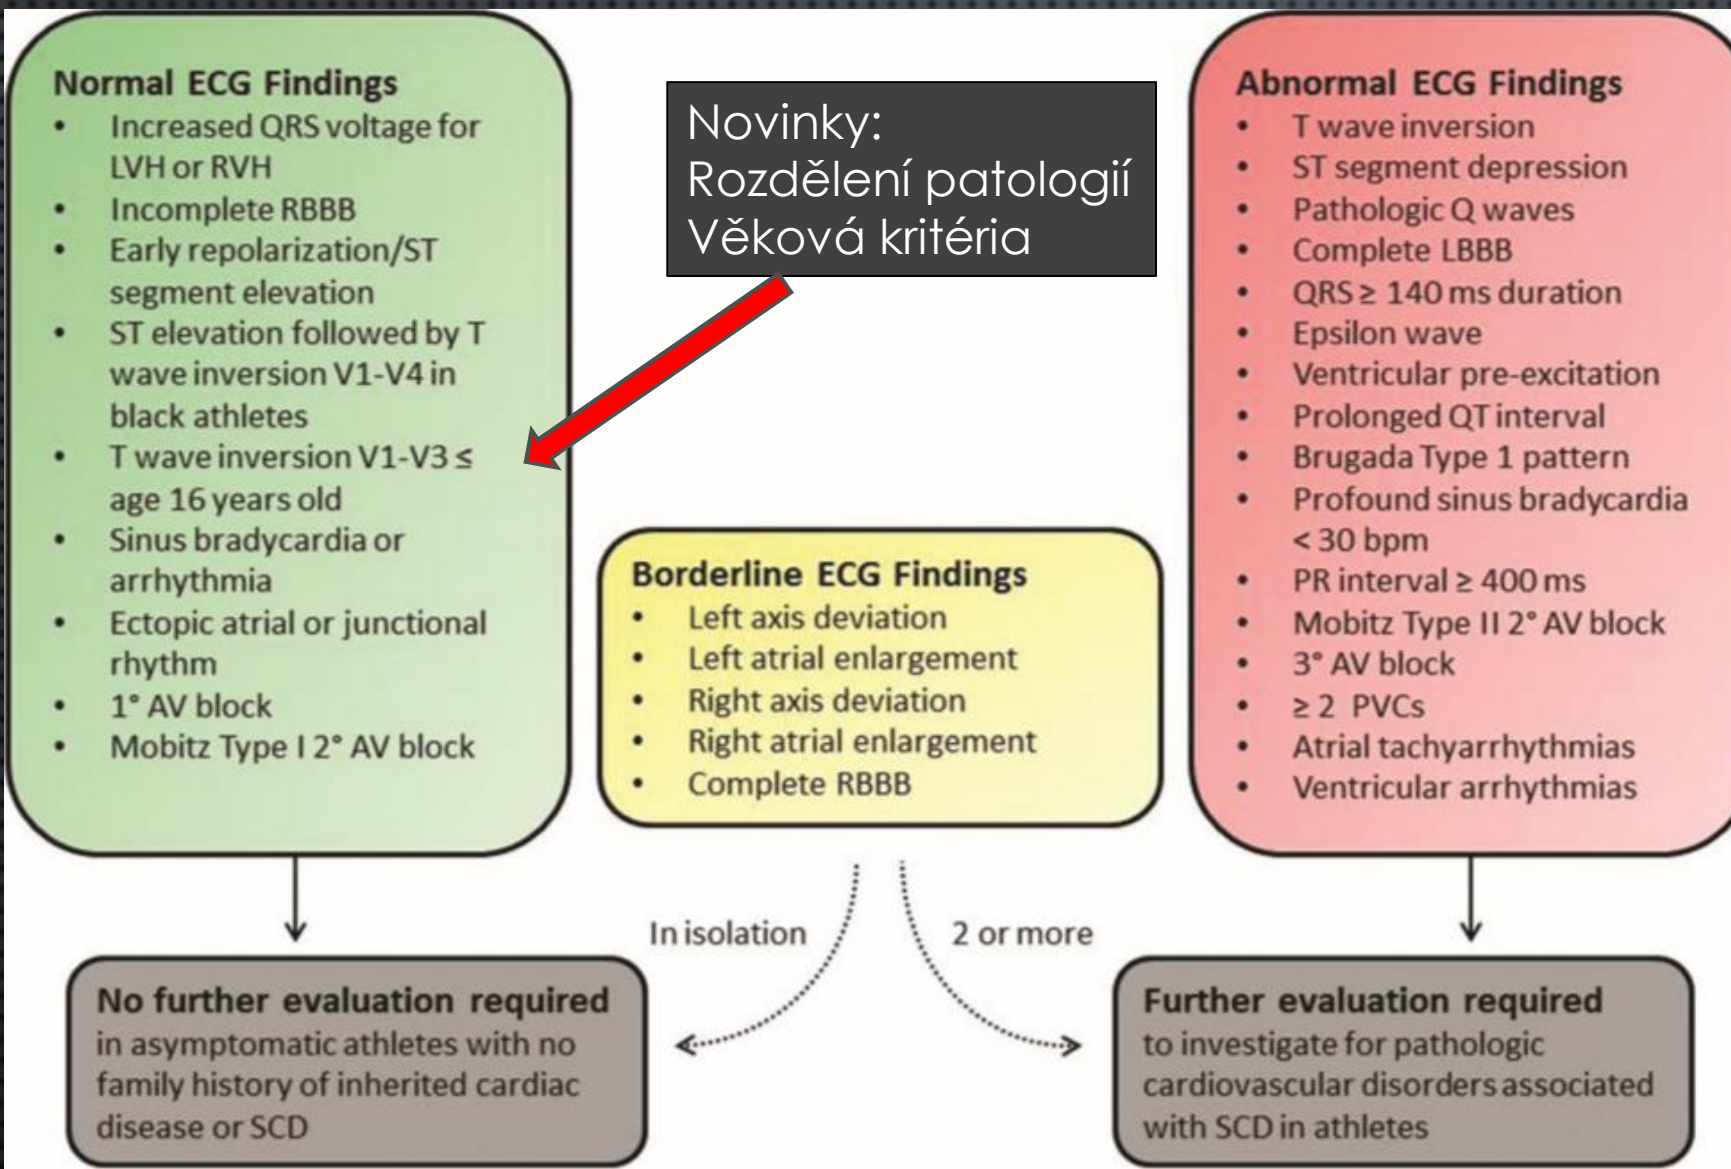 Normal ECG Findings
• Increased QRS voltage for
LVH or RVH
• Incomplete RBBB
• Early repolarization/ST
segment elevation
• ST elevation followed by T
wave inversion V1-V4 in
black athletes
• T wave inversion V1-V3 ≤
age 16 years old
• Sinus bradycardia or
arrhythmia
• Ectopic atrial or junctional
rhythm
• 1° AV block
• Mobitz Type I 2° AV block
Novinky:
Rozdělení patologií
Věková kritéria
Borderline ECG Findings
• Left axis deviation
• Left atrial enlargement
• Right axis deviation
• Right atrial enlargement
• Complete RBBB
Abnormal ECG Findings
• T wave inversion
• ST segment depression
• Pathologic Q waves
• Complete LBBB
• QRS ≥ 140 ms duration
• Epsilon wave
• Ventricular pre-excitation
• Prolonged QT interval
• Brugada Type 1 pattern
• Profound sinus bradycardia
< 30 bpm
• PR interval ≥ 400 ms
• Mobitz Type II 2° AV block
• 3° AV block
• ≥ 2 PVCs
• Atrial tachyarrhythmias
• Ventricular arrhythmias
In isolation
2 or more
No further evaluation required
in asymptomatic athletes with no
family history of inherited cardiac
disease or SCD
Further evaluation required
to investigate for pathologic
cardiovascular disorders associated
with SCD in athletes